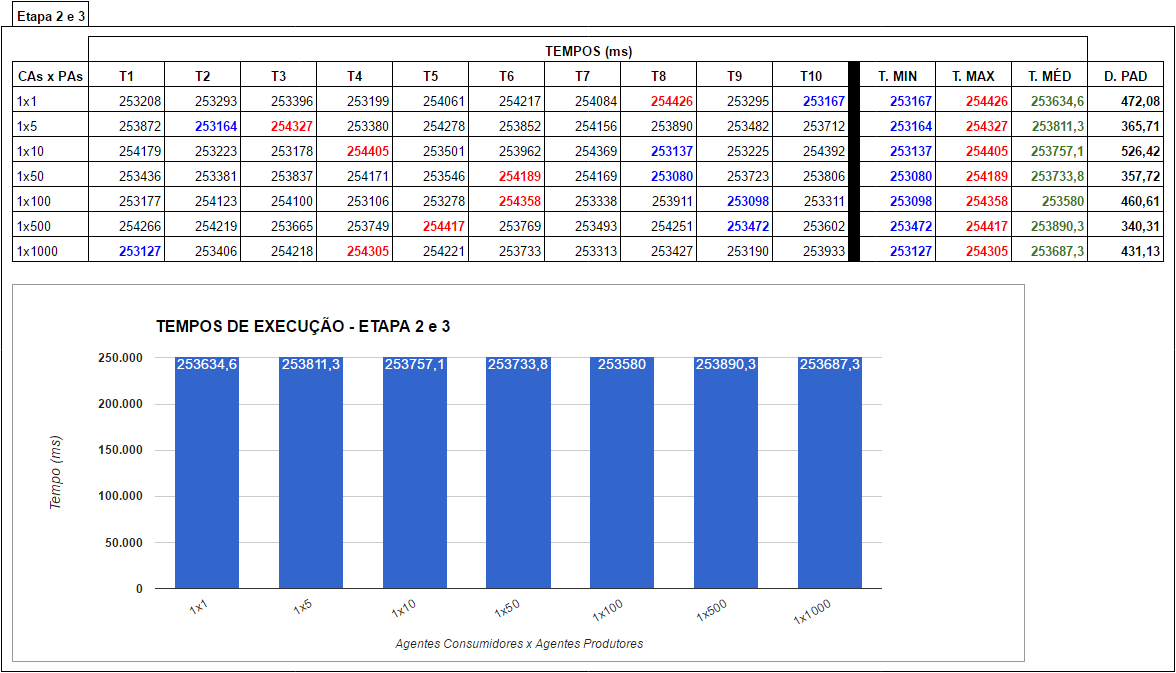 Etapa 2 e 3
TEMPOS (ms)
CAs x PAs T1 T2 T3 T4 T5 T6 T7 T8 T9 T10 T. MIN T. MAX T. MÉD D. PAD
1x1 253208 253293 253396 253199 254061 254217 254084 254426 253295 253167 253167 254426 253634,6 472,08
1x5 253872 253164 254327 253380 254278 253852 254156 253890 253482 253712 253164 254327 253811,3 365,71
1x10 254179 253223 253178 254405 253501 253962 254369 253137 253225 254392 253137 254405 253757,1 526,42
1x50 253436 253381 253837 254171 253546 254189 254169 253080 253723 253806 253080 254189 253733,8 357,72
1x100 253177 254123 254100 253106 253278 254358 253338 253911 253098 253311 253098 254358 253580 460,61
1x500 254266 254219 253665 253749 254417 253769 253493 254251 253472 253602 253472 254417 253890,3 340,31
1x1000 253127 253406 254218 254305 254221 253733 253313 253427 253190 253933 253127 254305 253687,3 431,13
TEMPOS DE EXECUÇÃO - ETAPA 2 e 3
250.000
200.000
150.000
100.000
50.000
0
Tempo (ms)
253634,6 253811,3 253757,1 253733,8 253580 253890,3 253687,3
1x1 1x5 1x10 1x50 1x100 1x500 1x1000
Agentes Consumidores x Agentes Produtores